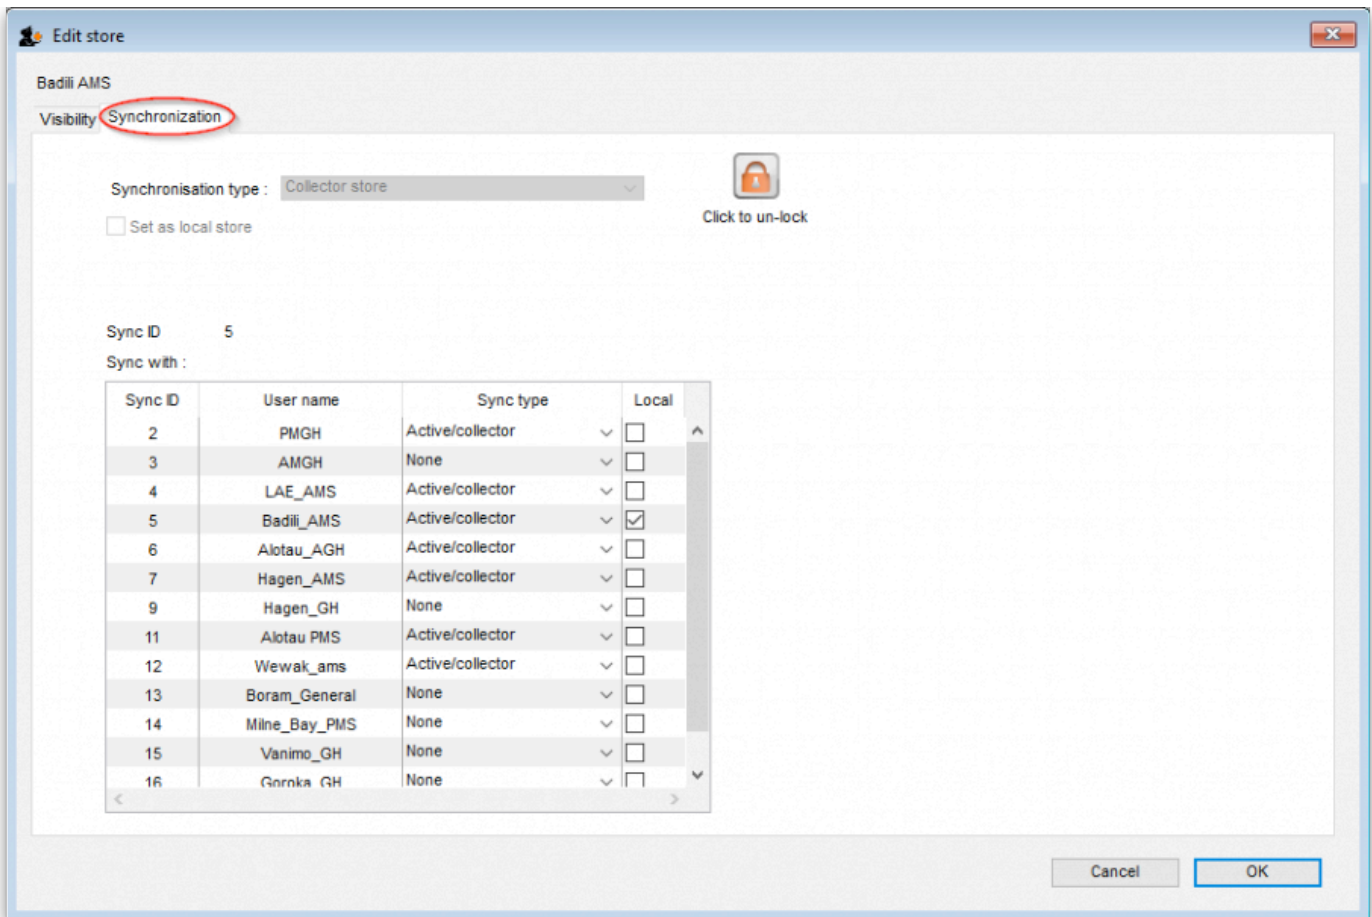 Edit store
Badili AMS
Visibility Synchronization
Synchronisation type : Collector store
Click to un-lock
Set as local store
Sync ID 5
Sync with :
Sync ID User name Sync type Local
2 PMGH Active/collector
3 AMGH None
4 LAE_AMS Active/collector
5 Badili_AMS Active/collector
6 Alotau_AGH Active/collector
7 Hagen_AMS Active/collector
9 Hagen_GH None
11 Alotau PMS Active/collector
12 Wewak_ams Active/collector
13 Boram_General None
14 Milne_Bay_PMS None
15 Vanimo_GH None
16 Goroka_GH None
Cancel OK